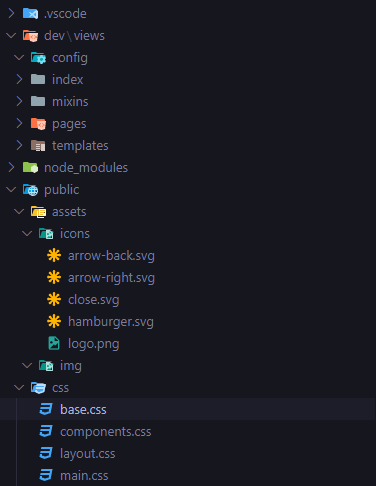 .vscode
dev\views
config
index
mixins
pages
templates
node_modules
public
assets
icons
arrow-back.svg
arrow-right.svg
close.svg
hamburger.svg
logo.png
img
css
base.css
components.css
layout.css
main.css